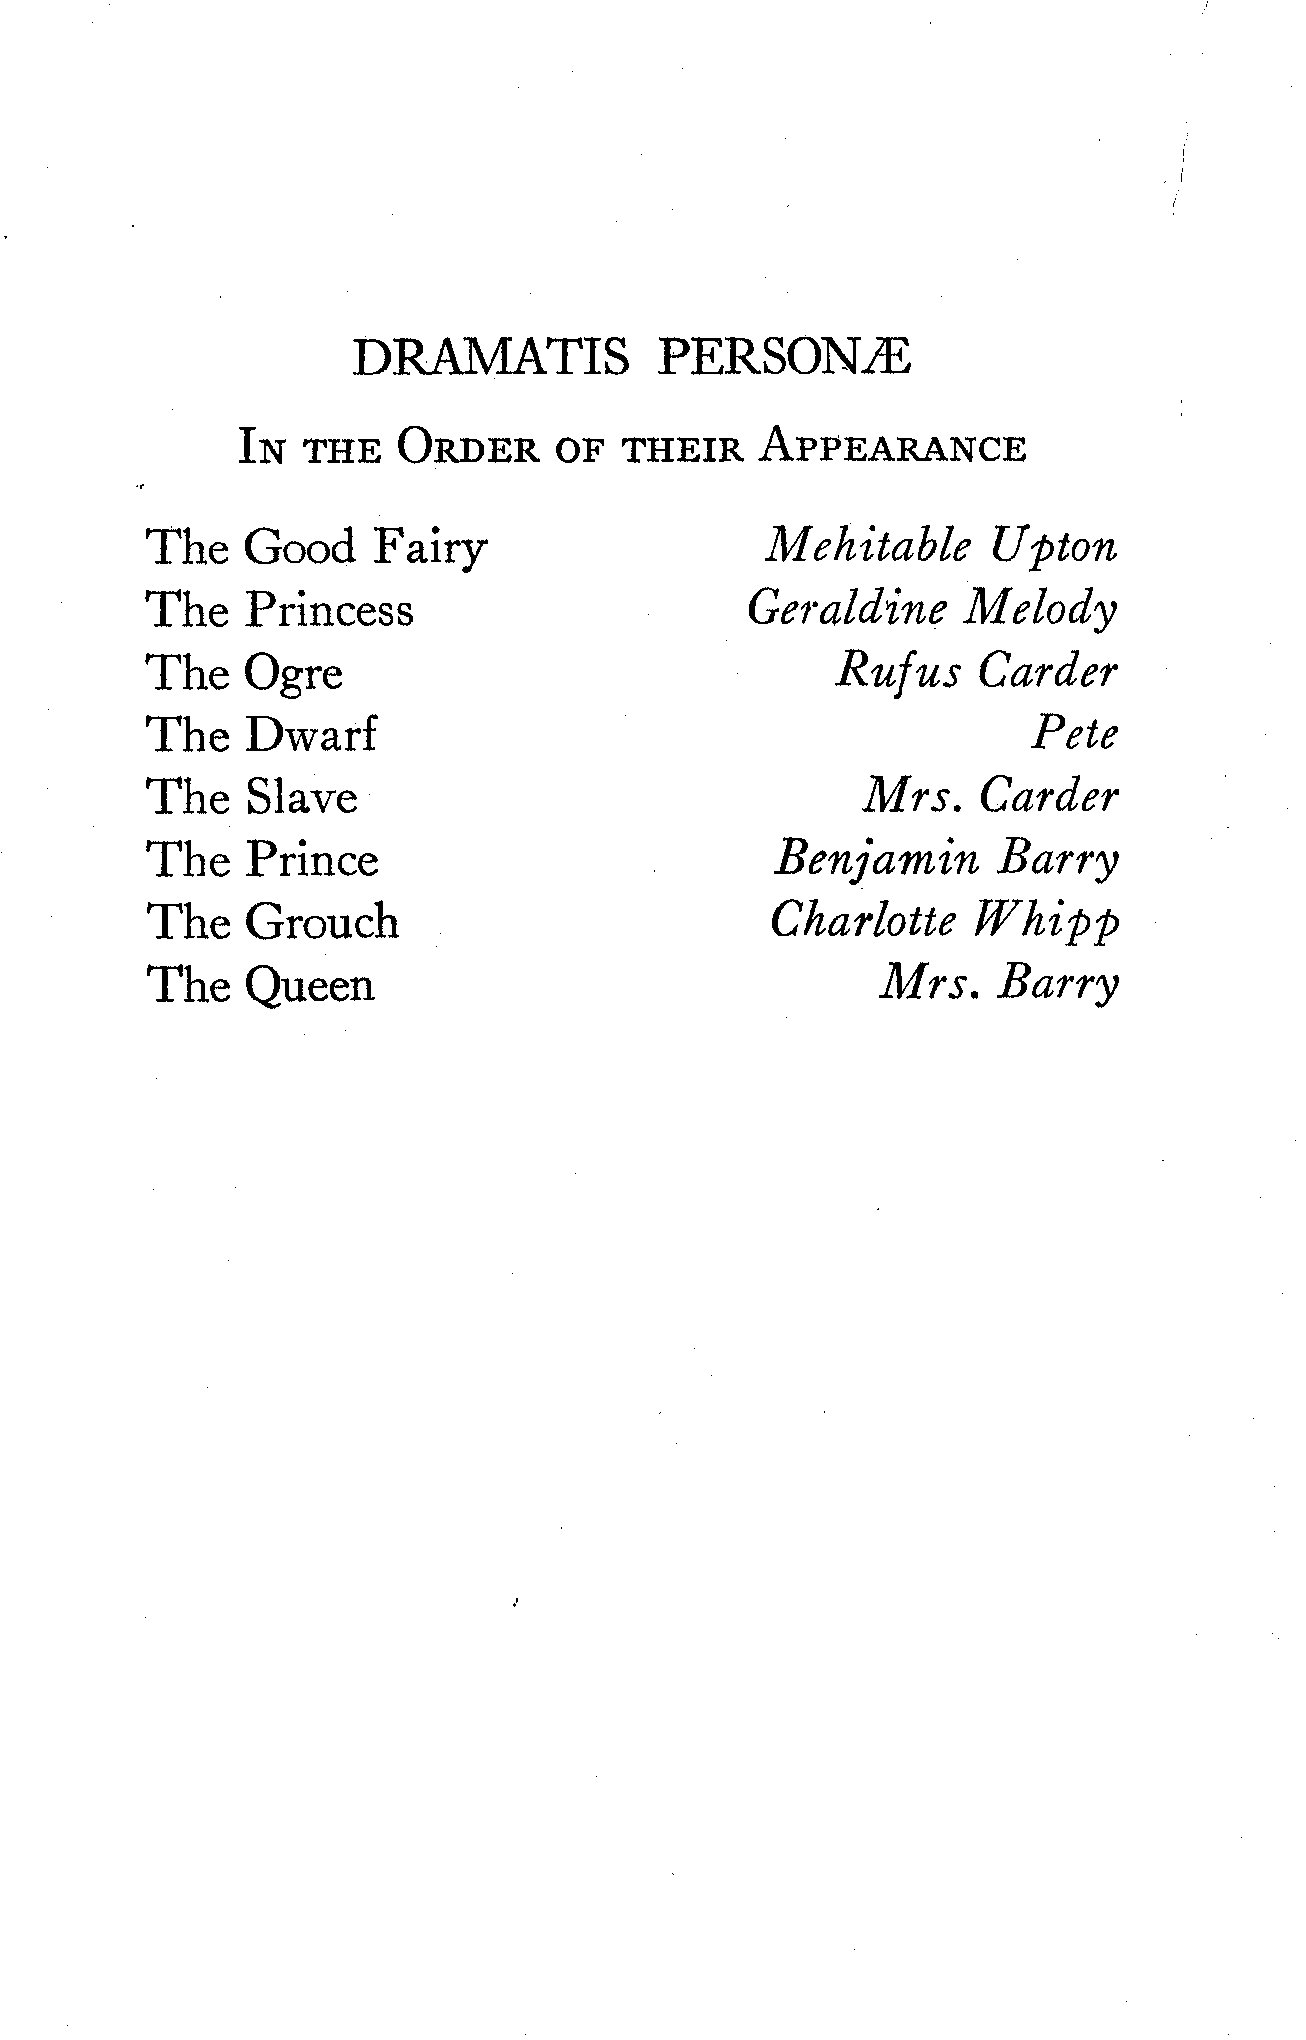 DRAMATIS PERSONÆ
In the Order of their Appearance
The Good Fairy Mehitable Upton
The Princess Geraldine Melody
The Ogre Rufus Carder
The Dwarf Pete
The Slave Mrs. Carder
The Prince Benjamin Barry
The Grouch Charlotte Whipp
The Queen Mrs. Barry